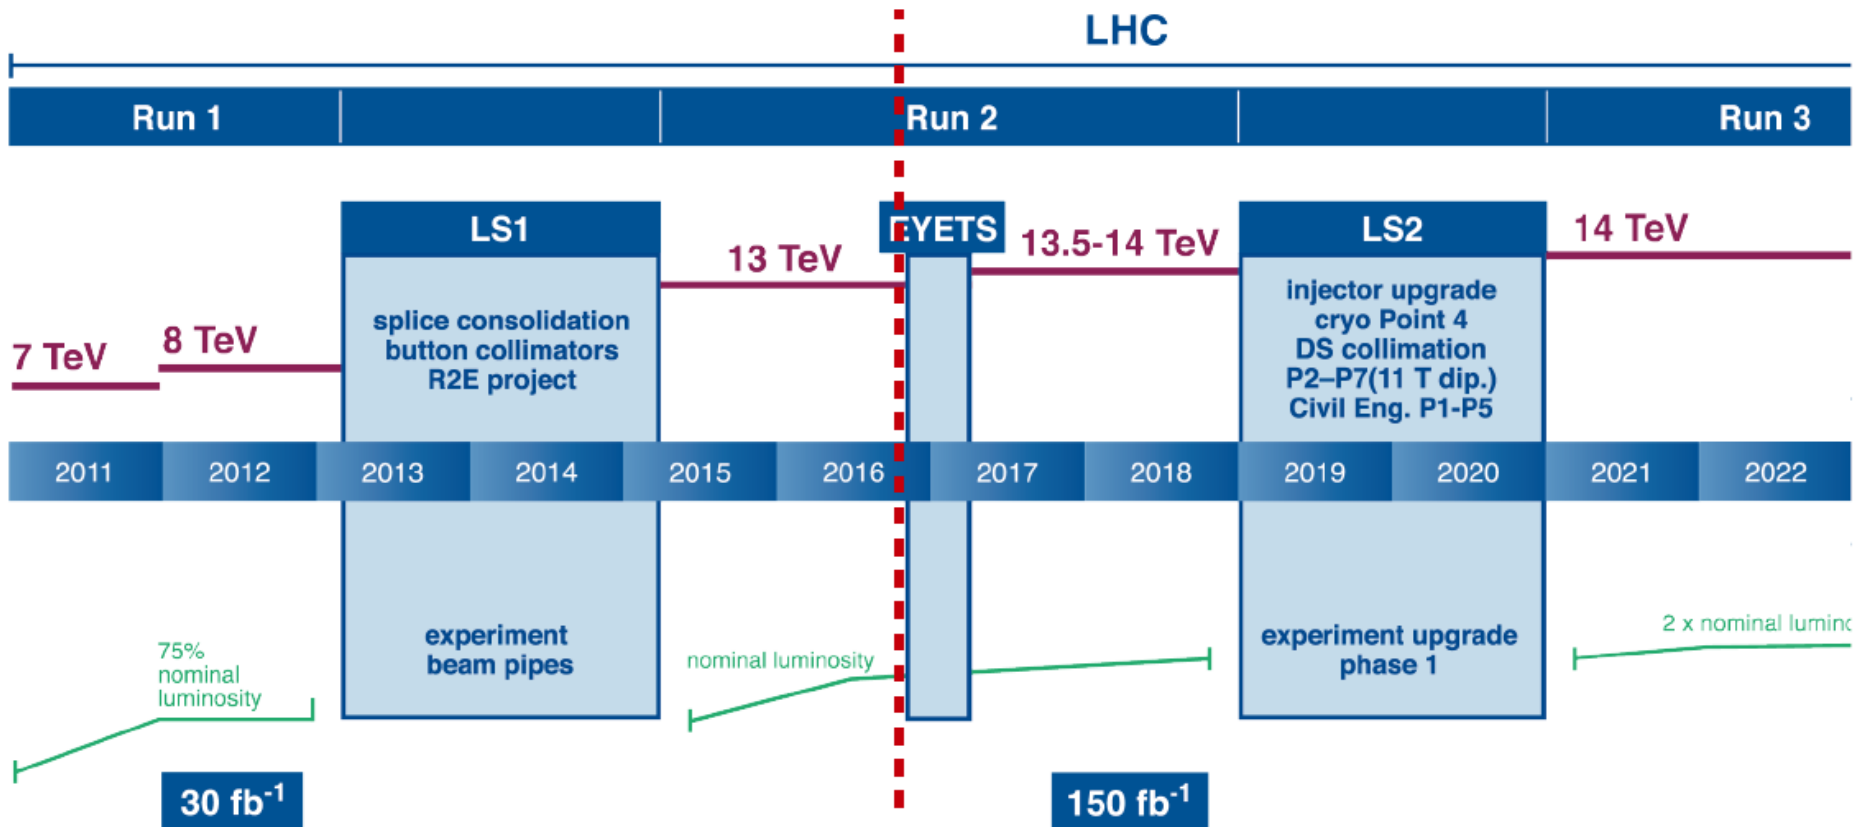 LHC
Run 1
Run 2
Run 3
LS1
EYETS
LS2
7 TeV
8 TeV
13 TeV
13.5-14 TeV
14 TeV
splice consolidation
button collimators
R2E project
injector upgrade
cryo Point 4
DS collimation
P2–P7(11 T dip.)
Civil Eng. P1-P5
2011 2012 2013 2014 2015 2016 2017 2018 2019 2020 2021 2022
75%
nominal
luminosity
experiment
beam pipes
nominal luminosity
experiment upgrade
phase 1
2 x nominal
30 fb-1
150 fb-1